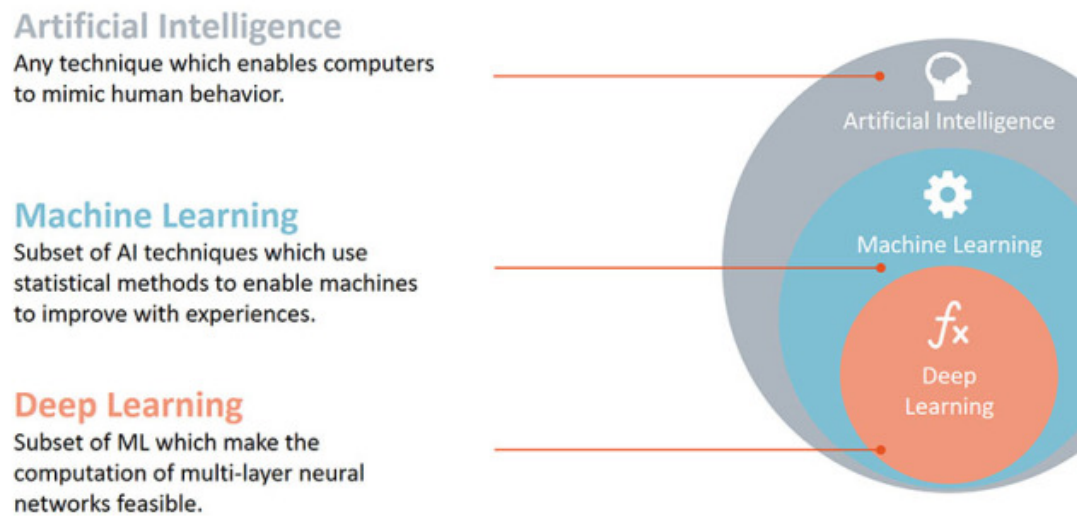 Artificial Intelligence
Any technique which enables computers
to mimic human behavior.
Machine Learning
Subset of AI techniques which use
statistical methods to enable machines
to improve with experiences.
Deep Learning
Subset of ML which make the
computation of multi-layer neural
networks feasible.
Artificial Intelligence
Machine Learning
fx
Deep
Learning